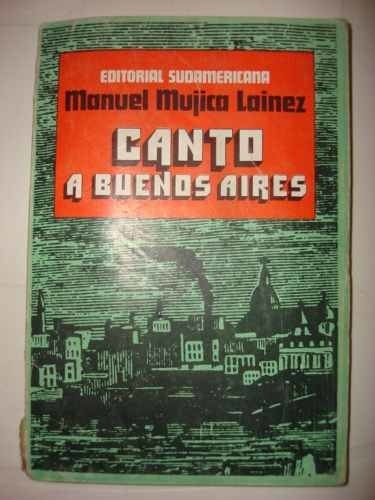 EDITORIAL SUDAMERICANA
Manuel Mujica Lainez
CANTO
A BUENOS AIRES